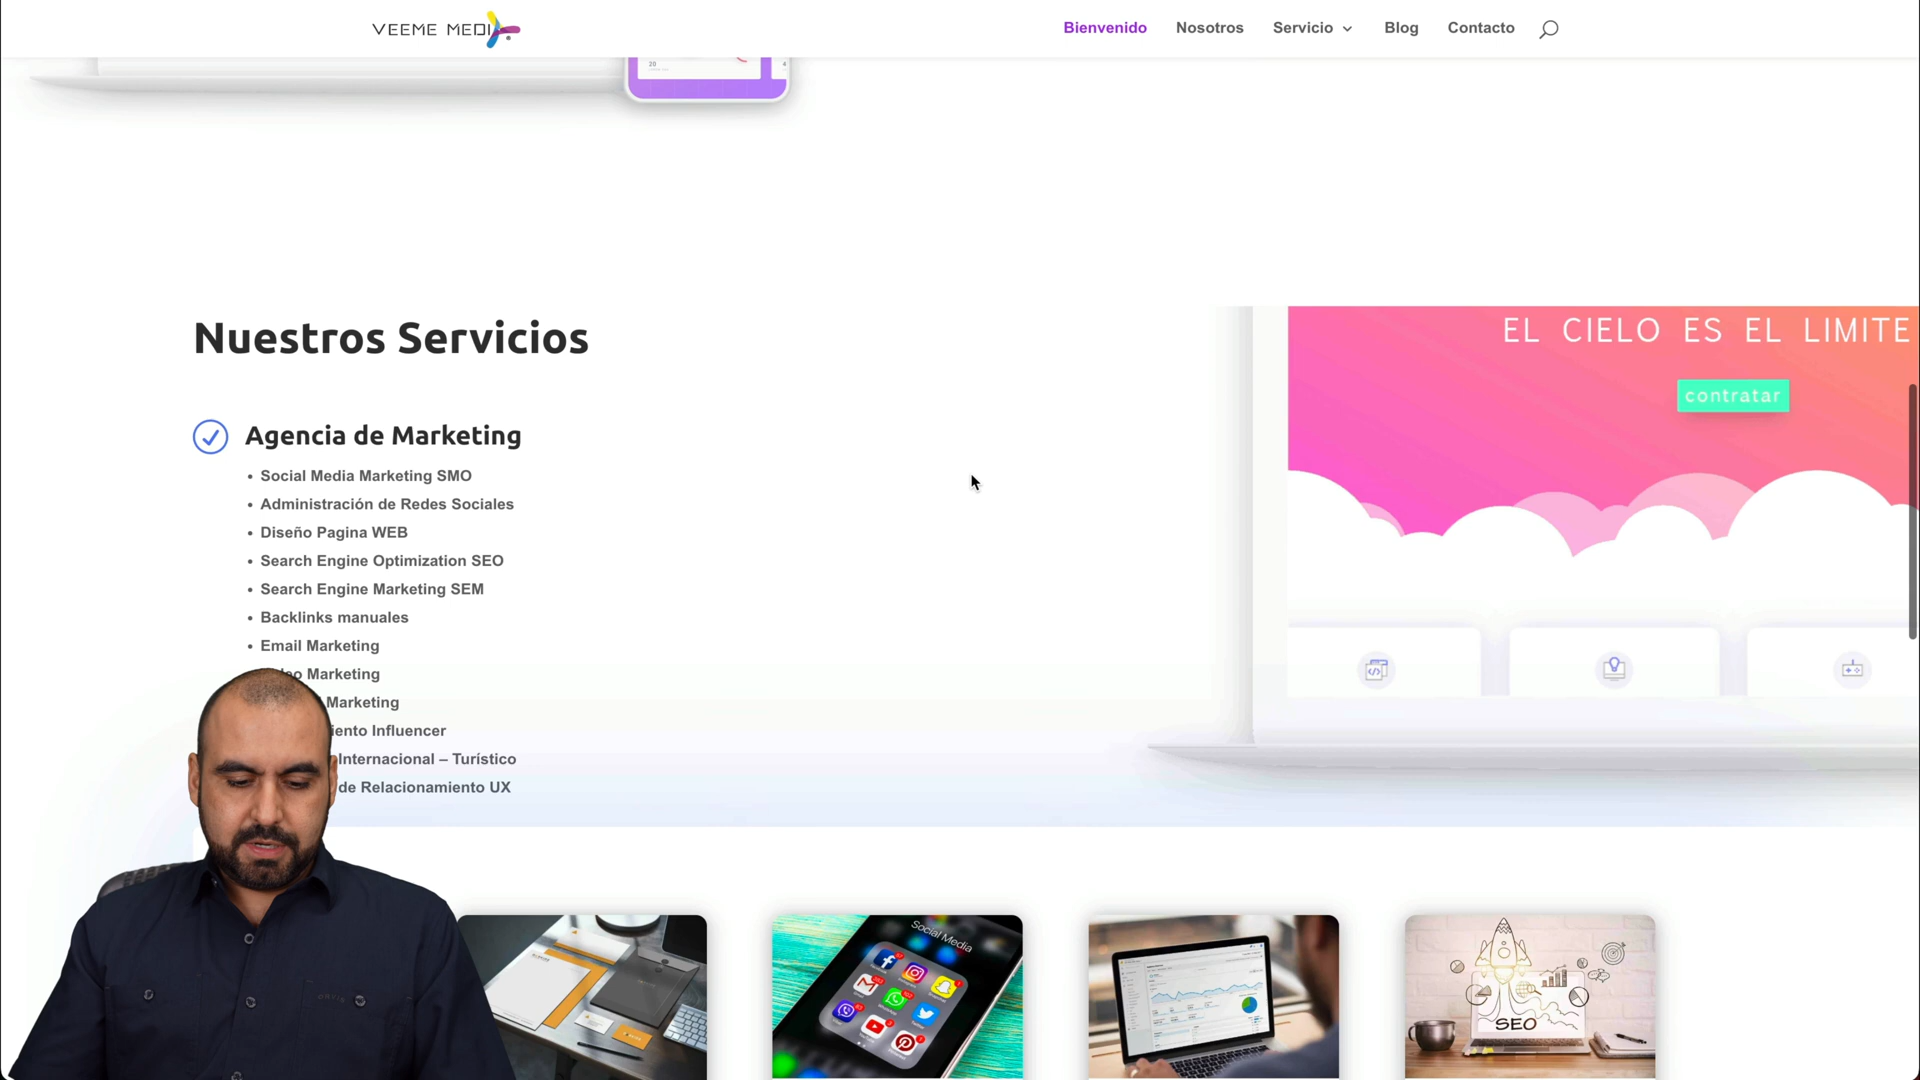 VEEME MEDI
Bienvenido
Nosotros
Servicio
Blog
Contacto
20
Nuestros Servicios
EL CIELO ES EL LIMITE
contratar
Agencia de Marketing
• Social Media Marketing SMO
• Administración de Redes Sociales
• Diseño Pagina WEB
• Search Engine Optimization SEO
• Search Engine Marketing SEM
• Backlinks manuales
• Email Marketing
Marketing
Marketing
Influencer
Internacional – Turístico
de Relacionamiento UX
Social Media
SEO